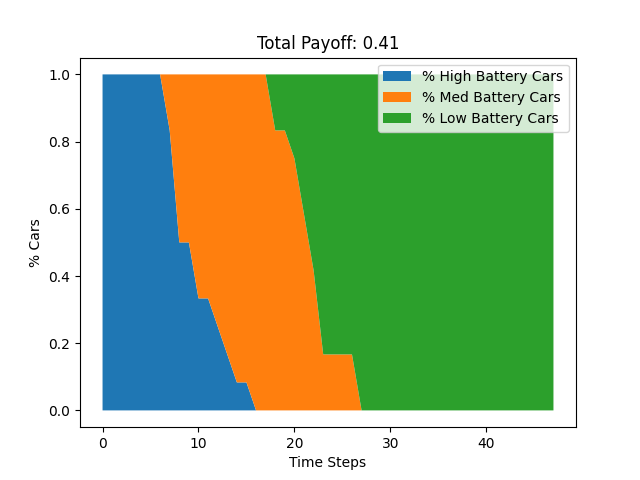 Total Payoff: 0.41
% High Battery Cars
% Med Battery Cars
% Low Battery Cars
1.0
0.8
0.6
0.4
0.2
0.0
% Cars
0 10 20 30 40
Time Steps